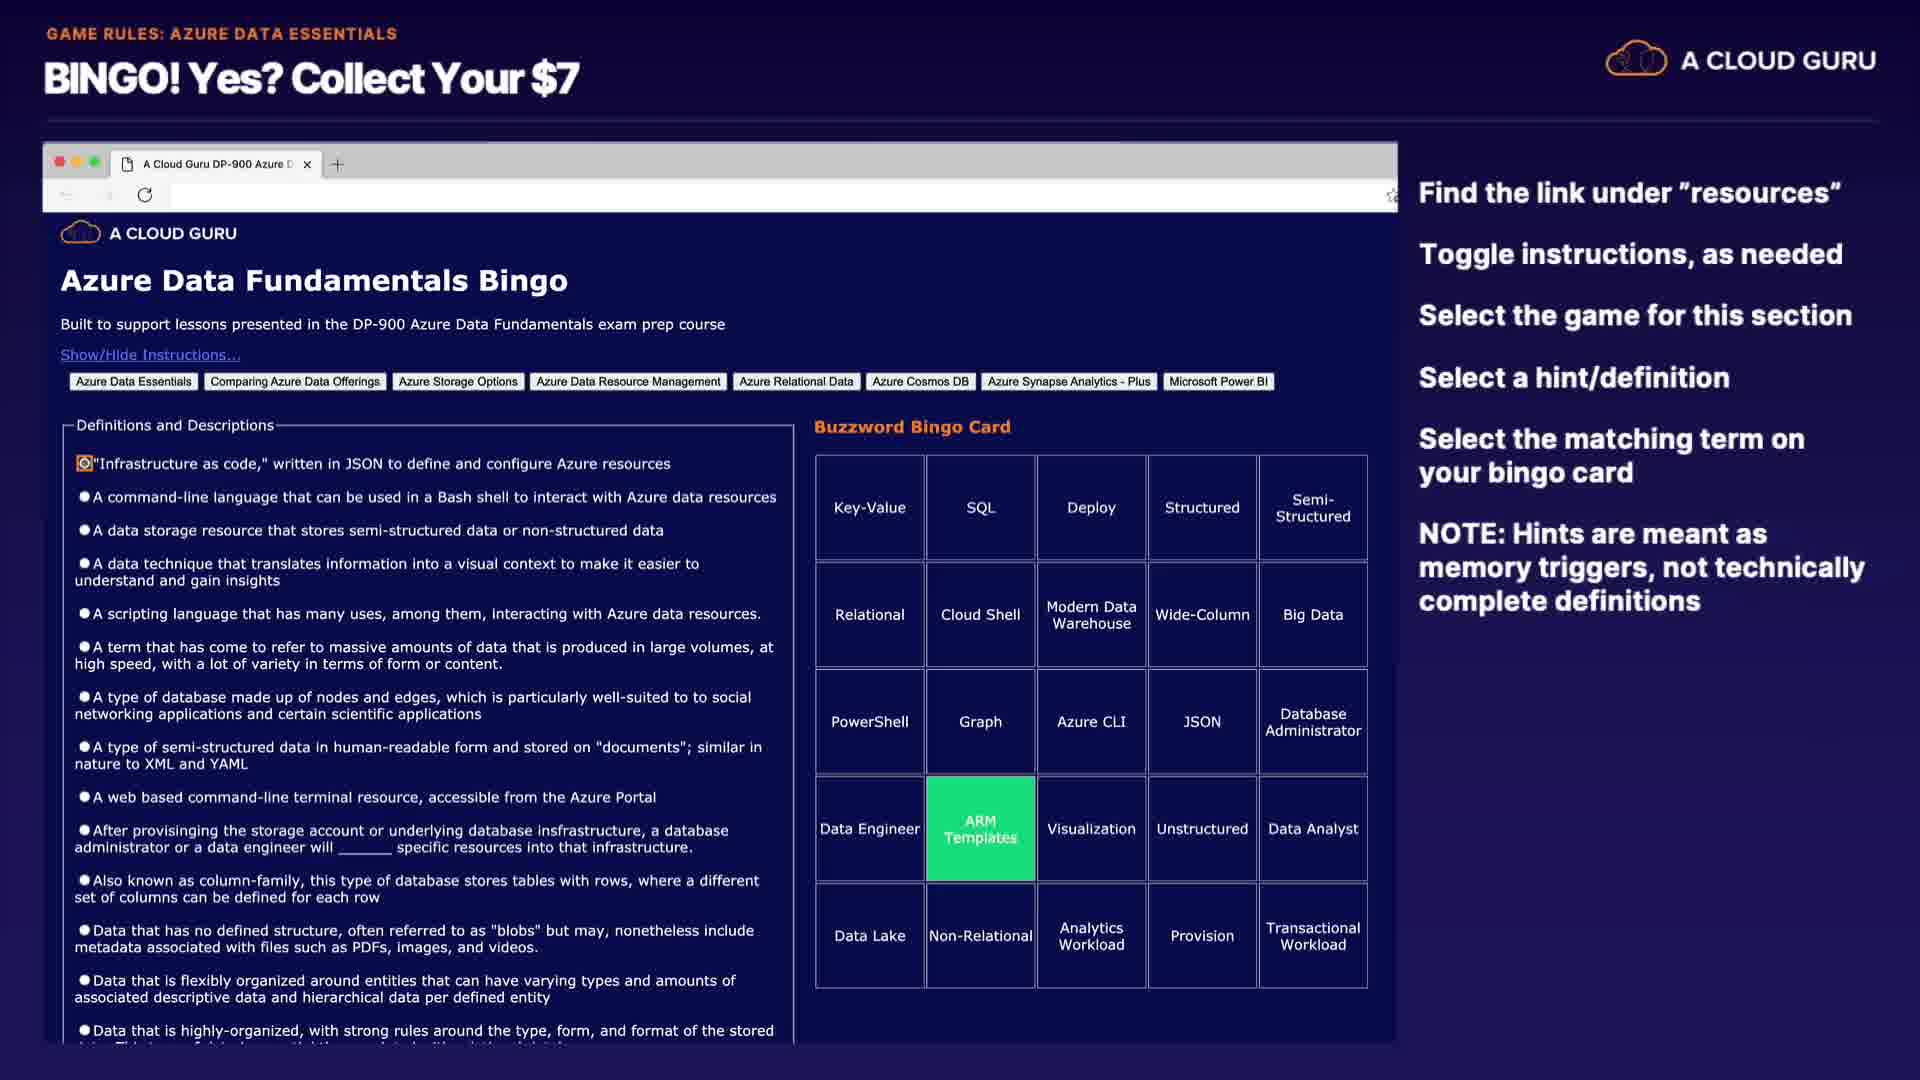 GAME RULES: AZURE DATA ESSENTIALS
BINGO! Yes? Collect Your $7
A CLOUD GURU
A Cloud Guru DP-900 Azure D
A CLOUD GURU
Azure Data Fundamentals Bingo
Built to support lessons presented in the DP-900 Azure Data Fundamentals exam prep course
Show/Hide Instructions...
Azure Data Essentials
Comparing Azure Data Offerings
Azure Storage Options
Azure Data Resource Management
Azure Relational Data
Azure Cosmos DB
Azure Synapse Analytics - Plus
Microsoft Power BI
Definitions and Descriptions
"Infrastructure as code," written in JSON to define and configure Azure resources
A command-line language that can be used in a Bash shell to interact with Azure data resources
A data storage resource that stores semi-structured data or non-structured data
A data technique that translates information into a visual context to make it easier to
understand and gain insights
A scripting language that has many uses, among them, interacting with Azure data resources.
A term that has come to refer to massive amounts of data that is produced in large volumes, at
high speed, with a lot of variety in terms of form or content.
A type of database made up of nodes and edges, which is particularly well-suited to to social
networking applications and certain scientific applications
A type of semi-structured data in human-readable form and stored on "documents"; similar in
nature to XML and YAML
A web based command-line terminal resource, accessible from the Azure Portal
After provisinging the storage account or underlying database insfrastructure, a database
administrator or a data engineer will ______ specific resources into that infrastructure.
Also known as column-family, this type of database stores tables with rows, where a different
set of columns can be defined for each row
Data that has no defined structure, often referred to as "blobs" but may, nonetheless include
metadata associated with files such as PDFs, images, and videos.
Data that is flexibly organized around entities that can have varying types and amounts of
associated descriptive data and hierarchical data per defined entity
Data that is highly-organized, with strong rules around the type, form, and format of the stored
Buzzword Bingo Card
Key-Value
SQL
Deploy
Structured
Semi-
Structured
Relational
Cloud Shell
Modern Data
Warehouse
Wide-Column
Big Data
PowerShell
Graph
Azure CLI
JSON
Database
Administrator
Data Engineer
ARM
Templates
Visualization
Unstructured
Data Analyst
Data Lake
Non-Relational
Analytics
Workload
Provision
Transactional
Workload
Find the link under "resources"
Toggle instructions, as needed
Select the game for this section
Select a hint/definition
Select the matching term on
your bingo card
NOTE: Hints are meant as
memory triggers, not technically
complete definitions